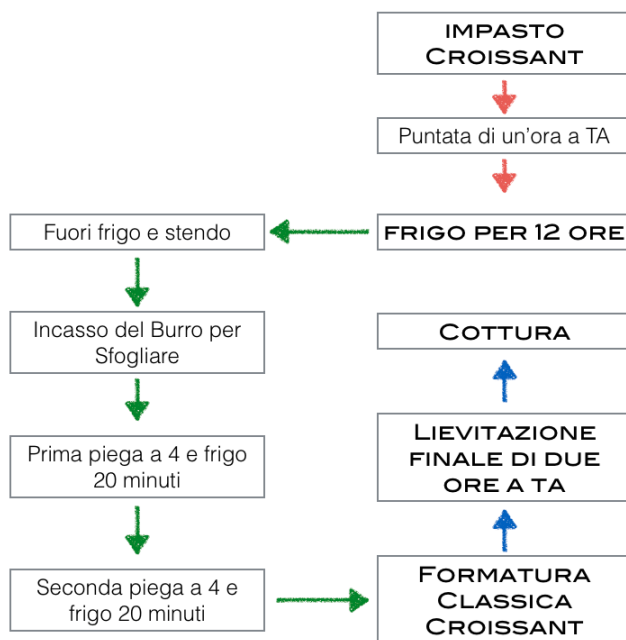 IMPASTO
CROISSANT
Puntata di un'ora a TA
FRIGO PER 12 ORE
Fuori frigo e stendo
Incasso del Burro per
Sfogliare
Prima piega a 4 e frigo
20 minuti
Seconda piega a 4 e
frigo 20 minuti
FORMATURA
CLASSICA
CROISSANT
LIEVITAZIONE
FINALE DI DUE
ORE A TA
COTTURA